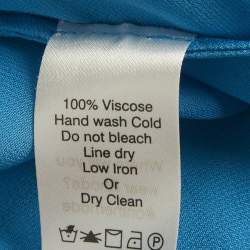 100% Viscose
Hand wash Cold
Do not bleach
Line dry
Low Iron
Or
Dry Clean